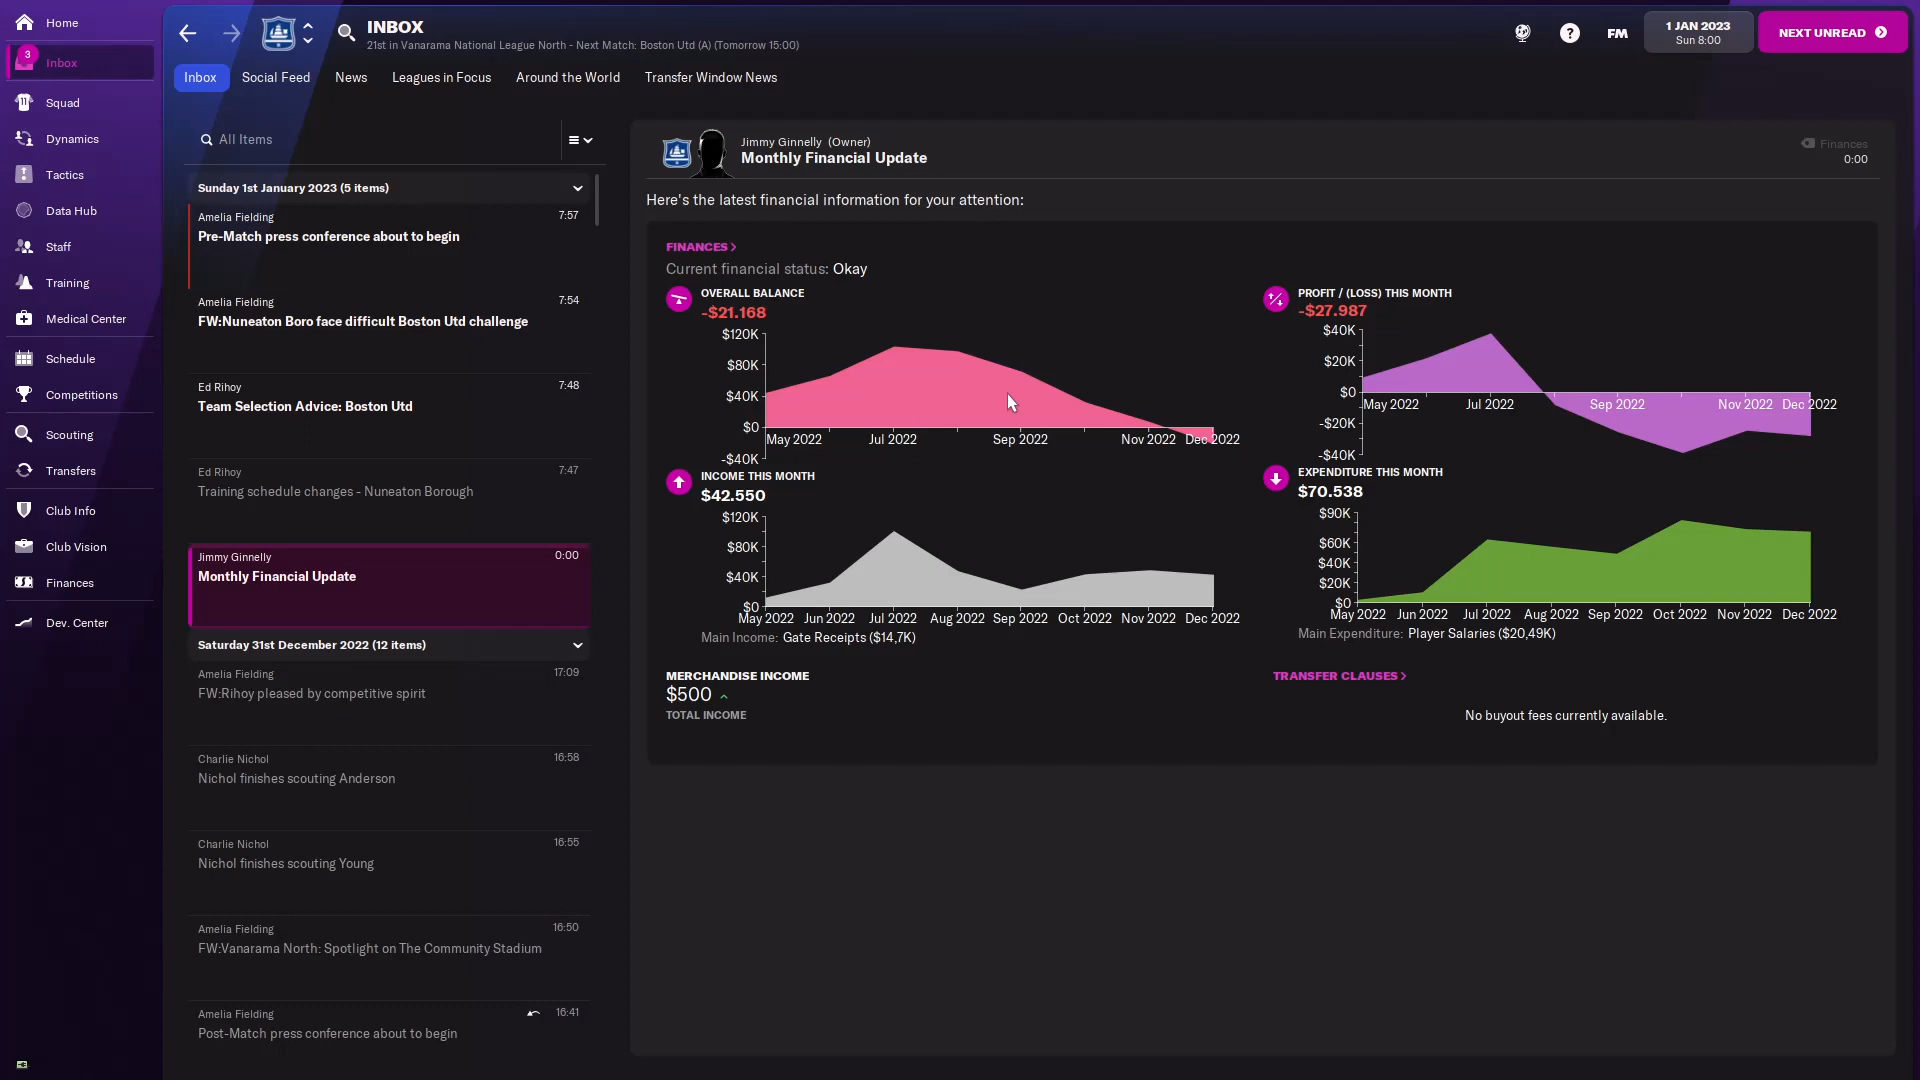 Home
3
Inbox
Squad
Dynamics
Tactics
Data Hub
Staff
Training
Medical Center
Schedule
Competitions
Scouting
Transfers
Club Info
Club Vision
Finances
Dev. Center
INBOX
21st in Vanarama National League North - Next Match: Boston Utd (A) (Tomorrow 15:00)
?
FM
1 JAN 2023
Sun 8:00
NEXT UNREAD
Inbox Social Feed News Leagues in Focus Around the World Transfer Window News
All Items
Sunday 1st January 2023 (5 items)
Amelia Fielding 7:57
Pre-Match press conference about to begin
Amelia Fielding 7:54
FW:Nuneaton Boro face difficult Boston Utd challenge
Ed Rihoy 7:48
Team Selection Advice: Boston Utd
Ed Rihoy 7:47
Training schedule changes - Nuneaton Borough
Jimmy Ginnelly 0:00
Monthly Financial Update
Saturday 31st December 2022 (12 items)
Amelia Fielding 17:09
FW:Rihoy pleased by competitive spirit
Charlie Nichol 16:58
Nichol finishes scouting Anderson
Charlie Nichol 16:55
Nichol finishes scouting Young
Amelia Fielding 16:50
FW:Vanarama North: Spotlight on The Community Stadium
Amelia Fielding 16:41
Post-Match press conference about to begin
Jimmy Ginnelly (Owner)
Monthly Financial Update
Finances
0:00
Here's the latest financial information for your attention:
FINANCES >
Current financial status: Okay
OVERALL BALANCE
-$21.168
$120K
$80K
$40K
$0
-$40K
May 2022 Jul 2022 Sep 2022 Nov 2022 Dec 2022
PROFIT / (LOSS) THIS MONTH
-$27.987
$40K
$20K
$0
-$20K
-$40K
May 2022 Jul 2022 Sep 2022 Nov 2022 Dec 2022
INCOME THIS MONTH
$42.550
$120K
$80K
$40K
$0
May 2022 Jun 2022 Jul 2022 Aug 2022 Sep 2022 Oct 2022 Nov 2022 Dec 2022
Main Income: Gate Receipts ($14,7K)
EXPENDITURE THIS MONTH
$70.538
$90K
$60K
$40K
$20K
$0
May 2022 Jun 2022 Jul 2022 Aug 2022 Sep 2022 Oct 2022 Nov 2022 Dec 2022
Main Expenditure: Player Salaries ($20,49K)
MERCHANDISE INCOME
$500
TOTAL INCOME
TRANSFER CLAUSES >
No buyout fees currently available.